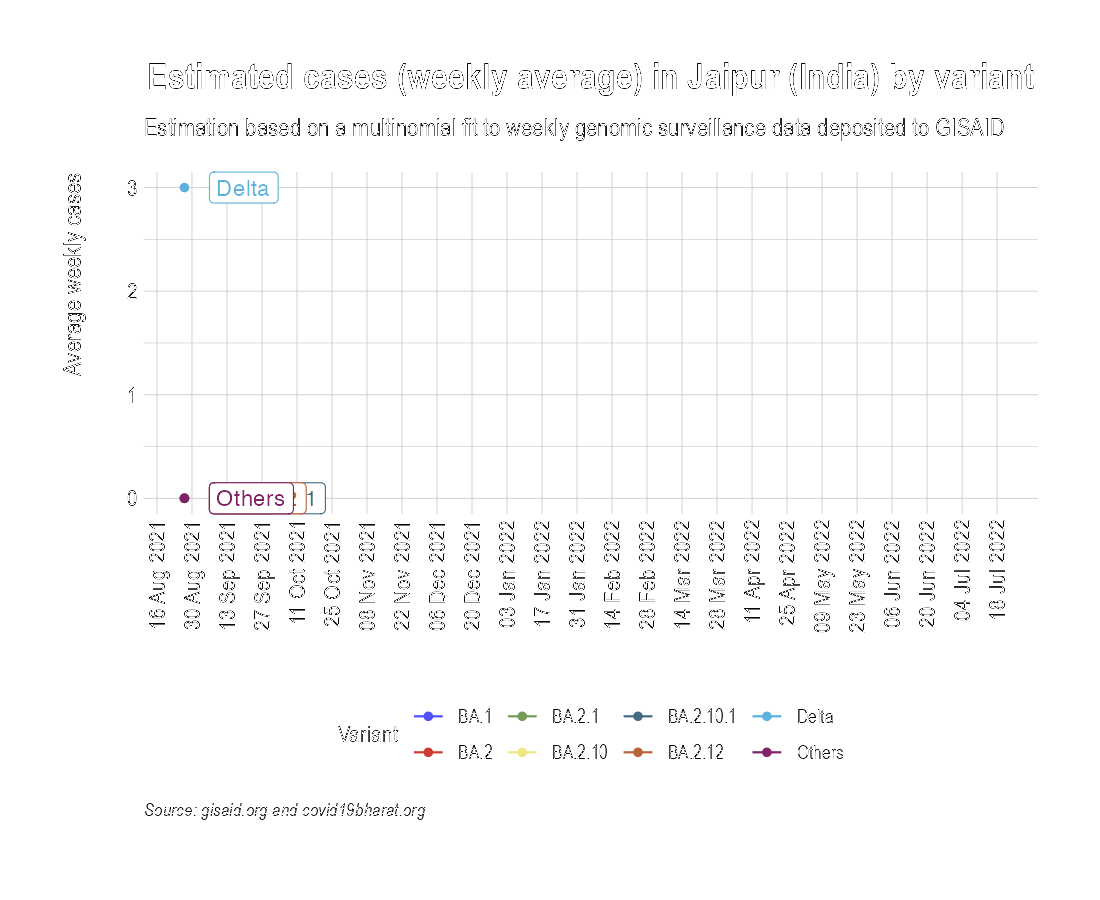 Estimated cases (weekly average) in Jaipur (India) by variant
Estimation based on a multinomial fit to weekly genomic surveillance data deposited to GISAID
Average weekly cases
3
2
1
0
Delta
Others
1
16 Aug 2021
30 Aug 2021
13 Sep 2021
27 Sep 2021
11 Oct 2021
25 Oct 2021
08 Nov 2021
22 Nov 2021
06 Dec 2021
20 Dec 2021
03 Jan 2022
17 Jan 2022
31 Jan 2022
14 Feb 2022
28 Feb 2022
14 Mar 2022
28 Mar 2022
11 Apr 2022
25 Apr 2022
09 May 2022
23 May 2022
06 Jun 2022
20 Jun 2022
04 Jul 2022
18 Jul 2022
Variant
BA.1 BA.2.1 BA.2.10.1 Delta
BA.2 BA.2.10 BA.2.12 Others
Source: gisaid.org and covid19bharat.org